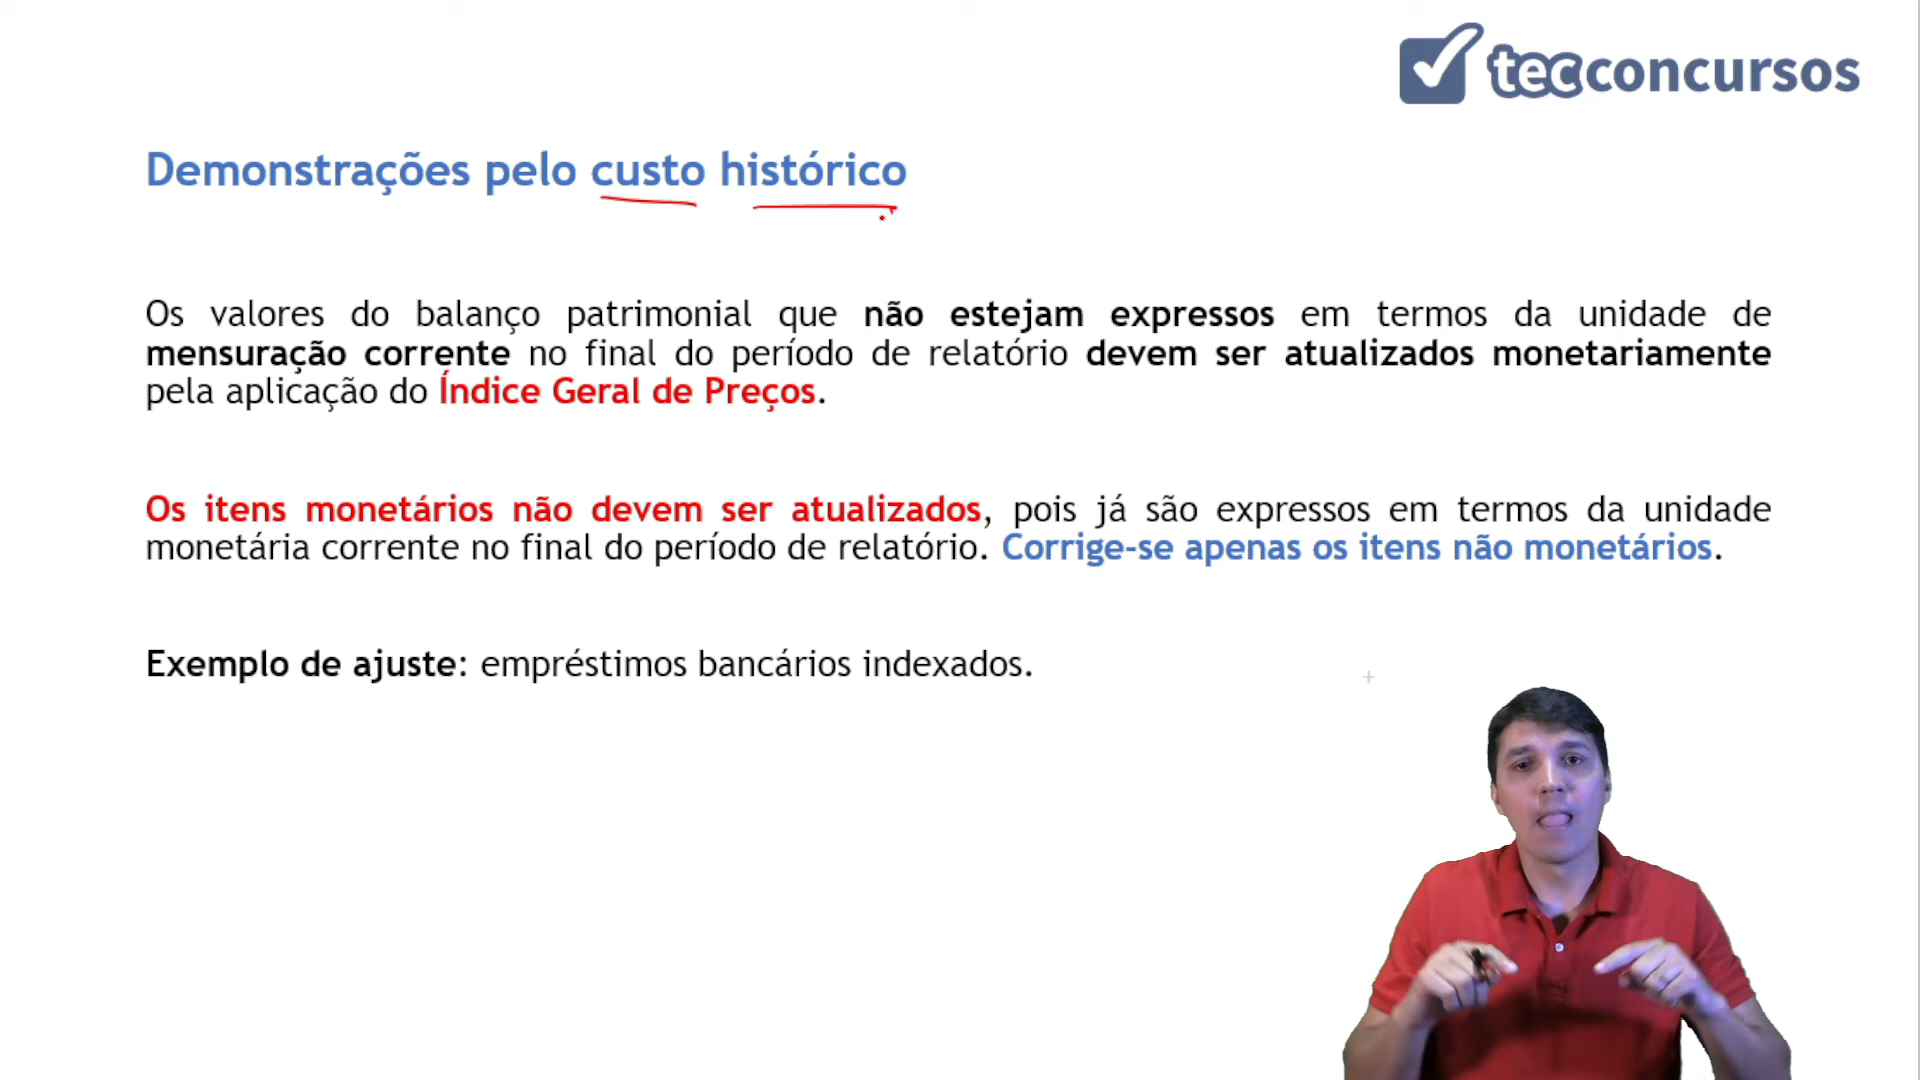 tecconcursos
Demonstrações pelo custo histórico
Os valores do balanço patrimonial que não estejam expressos em termos da unidade de
mensuração corrente no final do período de relatório devem ser atualizados monetariamente
pela aplicação do Índice Geral de Preços.
Os itens monetários não devem ser atualizados, pois já são expressos em termos da unidade
monetária corrente no final do período de relatório. Corrige-se apenas os itens não monetários.
Exemplo de ajuste: empréstimos bancários indexados.